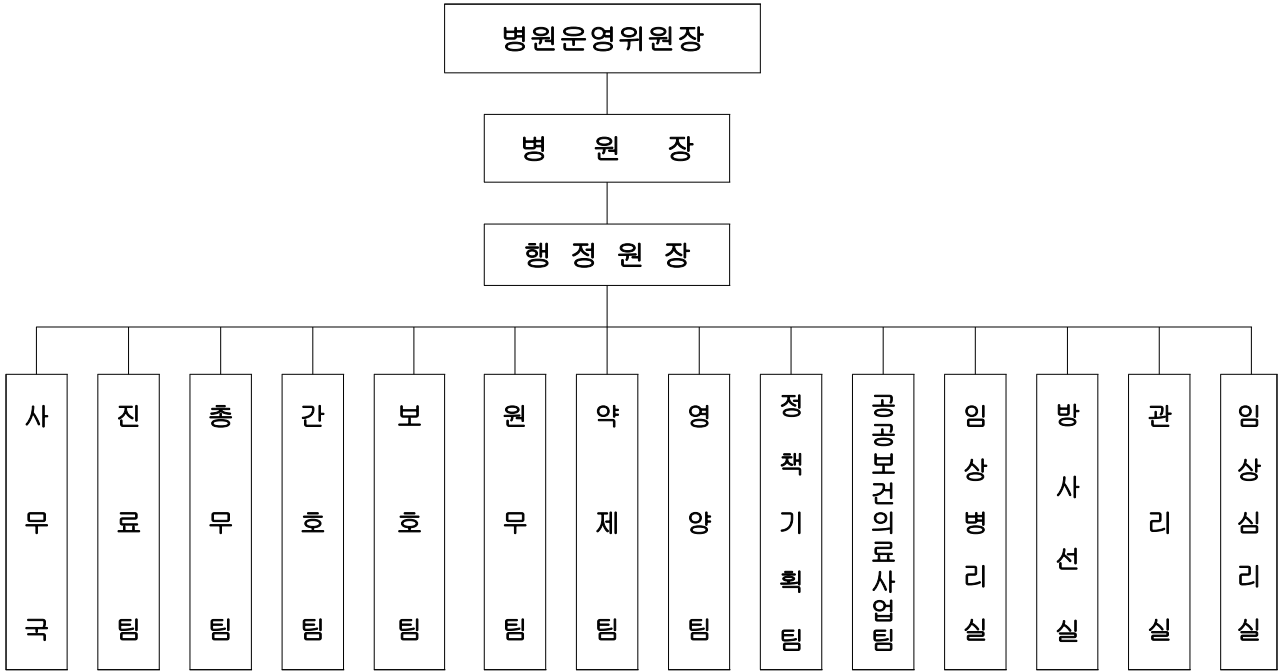 병원운영위원장
병 원 장
행 정 원 장
사무국
진료팀
총무팀
간호팀
보호팀
원무팀
약제팀
영양팀
정책기획팀
공공보건의료사업팀
임상병리실
방사선실
관리실
임상심리실